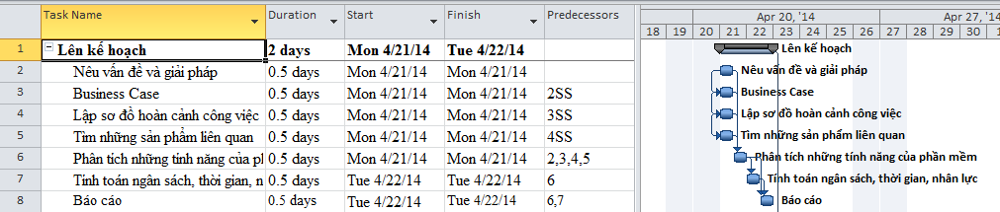 Task Name Duration Start Finish Predecessors
Apr 20, '14 Apr 27, '14
18 19 20 21 22 23 24 25 26 27 28 29 30
1 Lên kế hoạch 2 days Mon 4/21/14 Tue 4/22/14 Lên kế hoạch
2 Nêu vấn đề và giải pháp 0.5 days Mon 4/21/14 Mon 4/21/14 Nêu vấn đề và giải pháp
3 Business Case 0.5 days Mon 4/21/14 Mon 4/21/14 2SS Business Case
4 Lập sơ đồ hoàn cảnh công việc 0.5 days Mon 4/21/14 Mon 4/21/14 3SS Lập sơ đồ hoàn cảnh công việc
5 Tìm những sản phẩm liên quan 0.5 days Mon 4/21/14 Mon 4/21/14 4SS Tìm những sản phẩm liên quan
6 Phân tích những tính năng của 0.5 days Mon 4/21/14 Mon 4/21/14 2,3,4,5 Phân tích những tính năng của phần mềm
7 Tính toán ngân sách, thời gian, 0.5 days Tue 4/22/14 Tue 4/22/14 6 Tính toán ngân sách, thời gian, nhân lực
8 Báo cáo 0.5 days Tue 4/22/14 Tue 4/22/14 6,7 Báo cáo